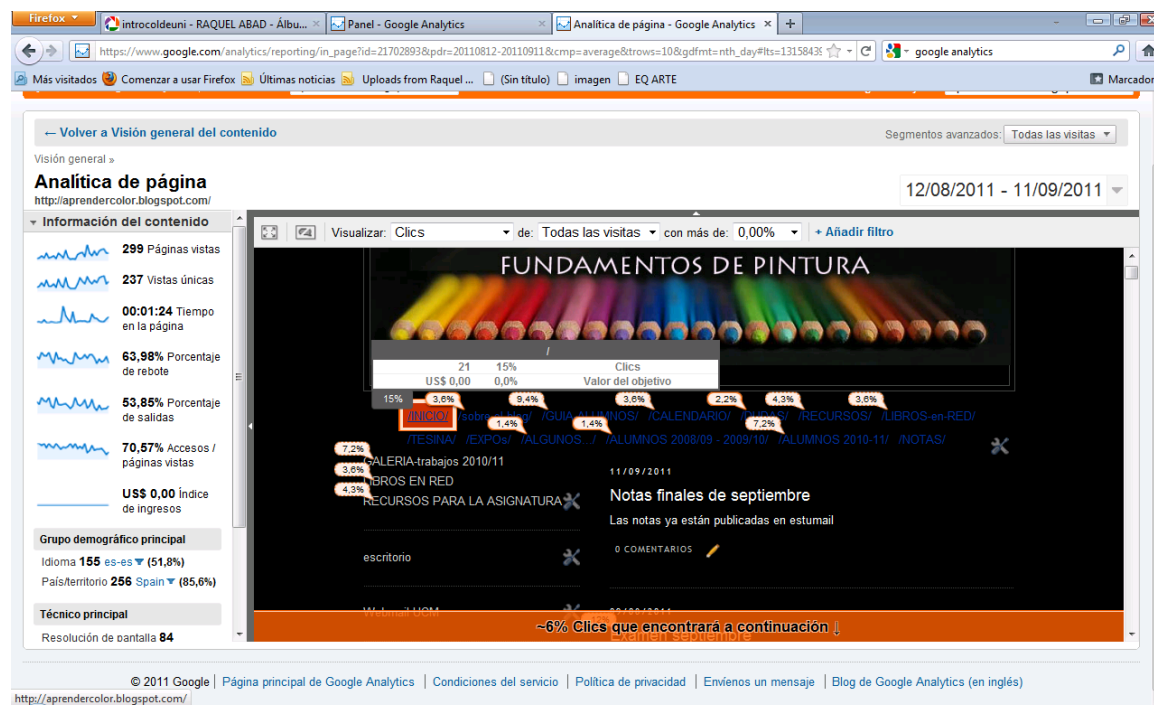 Firefox
introcoldeuni - RAQUEL ABAD - Álbu...
Panel - Google Analytics
Analítica de página - Google Analytics
https://www.google.com/analytics/reporting/in_page?id=21702893&pdr=20110812-20110911&cmp=average&trows=10&gdfmt=nth_day#lts=1315843
google analytics
Más visitados Comenzar a usar Firefox Últimas noticias Uploads from Raquel ... (Sin título) imagen EQ ARTE Marcador
← Volver a Visión general del contenido
Segmentos avanzados: Todas las visitas
Visión general »
Analítica de página
http://aprendercolor.blogspot.com/
12/08/2011 - 11/09/2011
Información del contenido
299 Páginas vistas
237 Vistas únicas
00:01:24 Tiempo
en la página
63,98% Porcentaje
de rebote
53,85% Porcentaje
de salidas
70,57% Accesos /
páginas vistas
US$ 0,00 Índice
de ingresos
Grupo demográfico principal
Idioma 155 es-es (51,8%)
País/territorio 256 Spain (85,6%)
Técnico principal
Resolución de pantalla 84
Visualizar: Clics de: Todas las visitas con más de: 0,00% + Añadir filtro
FUNDAMENTOS DE PINTURA
/
21 15% Clics
US$ 0,00 0,0% Valor del objetivo
15% 3,6% 9,4% 3,6% 2,2% 4,3% 3,6%
/INICIO/ /sobre el blog/ /GUIA ALUMNOS/ /CALENDARIO/ /DUDAS/ /RECURSOS/ /LIBROS-en-RED/
1,4% 1,4% 7,2%
/TESINA/ /EXPOs/ /ALGUNOS.../ /ALUMNOS 2008/09 - 2009/10/ /ALUMNOS 2010-11/ /NOTAS/
7,2%
GALERIA-trabajos 2010/11
3,6%
LIBROS EN RED
4,3%
RECURSOS PARA LA ASIGNATURA
escritorio
Webmail UCM
11/09/2011
Notas finales de septiembre
Las notas ya están publicadas en estumail
0 COMENTARIOS
Examen septiembre
~6% Clics que encontrará a continuación ↓
© 2011 Google | Página principal de Google Analytics | Condiciones del servicio | Política de privacidad | Envíenos un mensaje | Blog de Google Analytics (en inglés)
http://aprendercolor.blogspot.com/